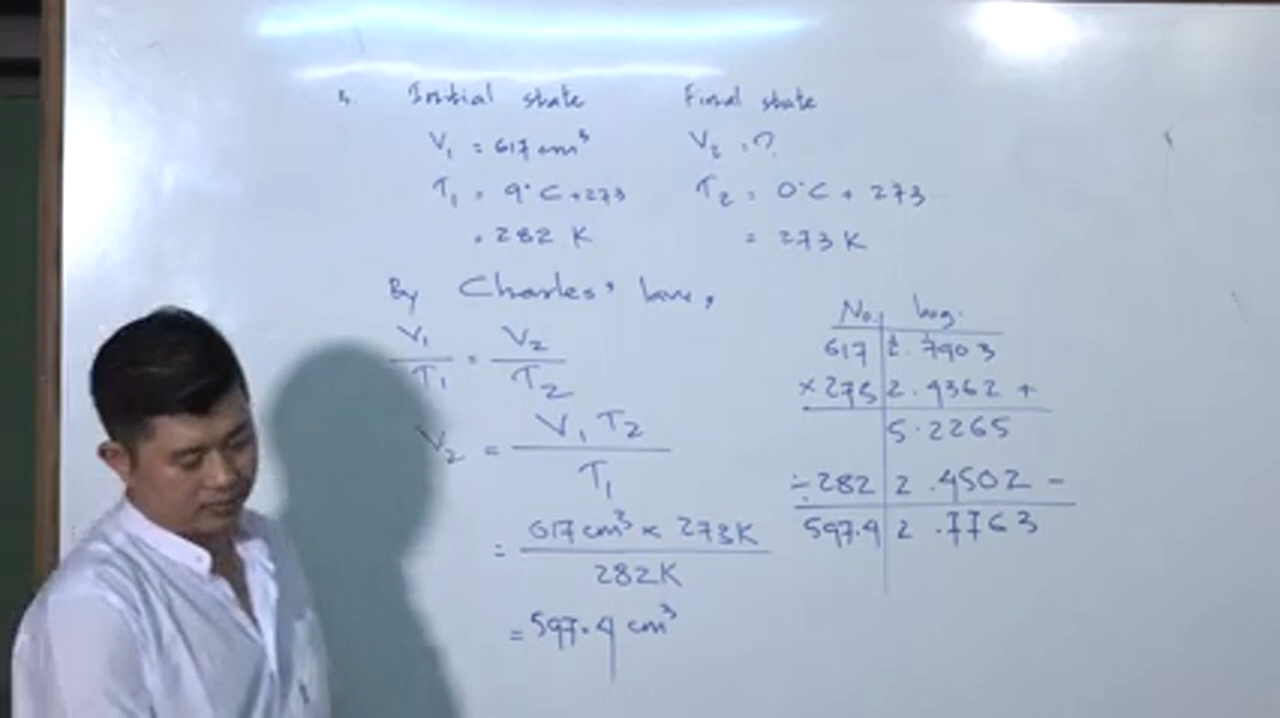 Initial state Final state
V₁ = 617 cm³ V₂ = ?
T₁ = 9°C + 273 T₂ = 0°C + 273
= 282 K = 273 K
By Charles' law,
V₁/T₁ = V₂/T₂
V₂ = V₁ T₂ / T₁
= 617 cm³ × 273K / 282K
= 597.4 cm³
No. log.
617 2.7903
× 273 2.4362 +
5.2265
÷ 282 2.4502 -
597.4 2.7763